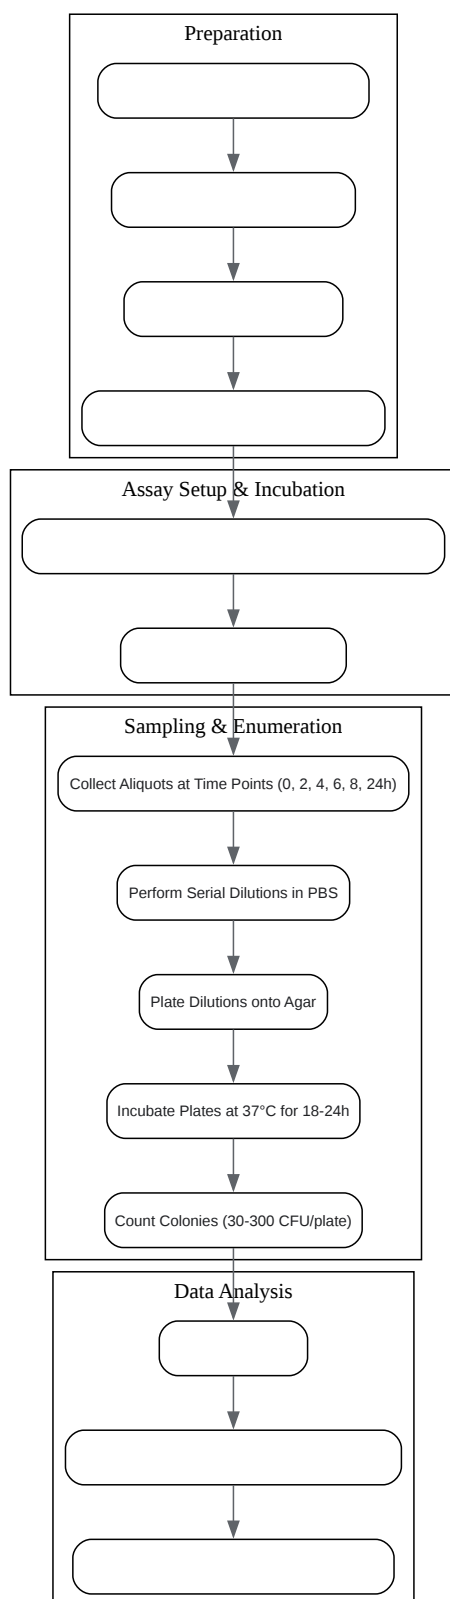 Preparation
Assay Setup & Incubation
Sampling & Enumeration
Collect Aliquots at Time Points (0, 2, 4, 6, 8, 24h)
Perform Serial Dilutions in PBS
Plate Dilutions onto Agar
Incubate Plates at 37°C for 18-24h
Count Colonies (30-300 CFU/plate)
Data Analysis